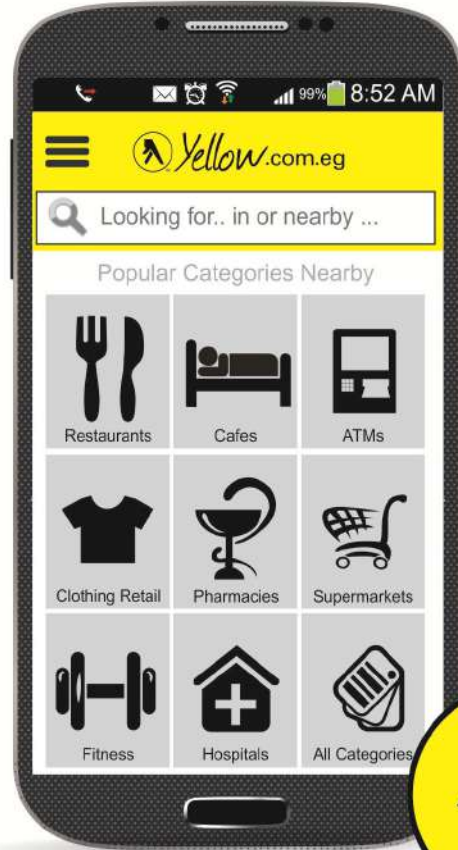 99% 8:52 AM
Yellow.com.eg
Looking for.. in or nearby ...
Popular Categories Nearby
Restaurants
Cafes
ATMs
Clothing Retail
Pharmacies
Supermarkets
Fitness
Hospitals
All Categories